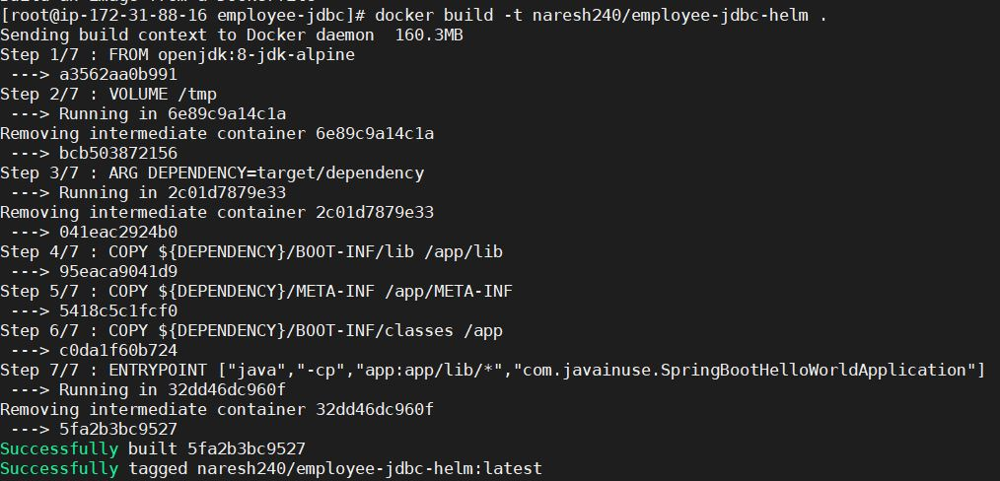 [root@ip-172-31-88-16 employee-jdbc]# docker build -t naresh240/employee-jdbc-helm .
Sending build context to Docker daemon  160.3MB
Step 1/7 : FROM openjdk:8-jdk-alpine
 ---> a3562aa0b991
Step 2/7 : VOLUME /tmp
 ---> Running in 6e89c9a14c1a
Removing intermediate container 6e89c9a14c1a
 ---> bcb503872156
Step 3/7 : ARG DEPENDENCY=target/dependency
 ---> Running in 2c01d7879e33
Removing intermediate container 2c01d7879e33
 ---> 041eac2924b0
Step 4/7 : COPY ${DEPENDENCY}/BOOT-INF/lib /app/lib
 ---> 95eaca9041d9
Step 5/7 : COPY ${DEPENDENCY}/META-INF /app/META-INF
 ---> 5418c5c1fcf0
Step 6/7 : COPY ${DEPENDENCY}/BOOT-INF/classes /app
 ---> c0da1f60b724
Step 7/7 : ENTRYPOINT ["java","-cp","app:app/lib/*","com.javainuse.SpringBootHelloWorldApplication"]
 ---> Running in 32dd46dc960f
Removing intermediate container 32dd46dc960f
 ---> 5fa2b3bc9527
Successfully built 5fa2b3bc9527
Successfully tagged naresh240/employee-jdbc-helm:latest